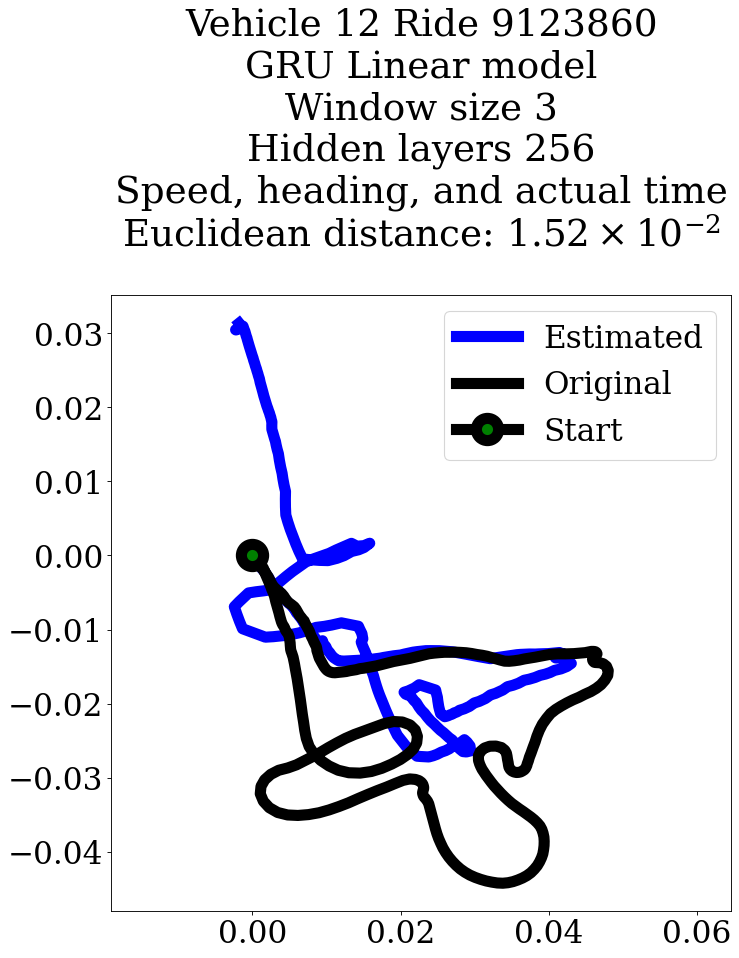 Vehicle 12 Ride 9123860
GRU Linear model
Window size 3
Hidden layers 256
Speed, heading, and actual time
Euclidean distance: 1.52 × 10⁻²
Estimated
Original
Start
0.03
0.02
0.01
0.00
−0.01
−0.02
−0.03
−0.04
0.00 0.02 0.04 0.06